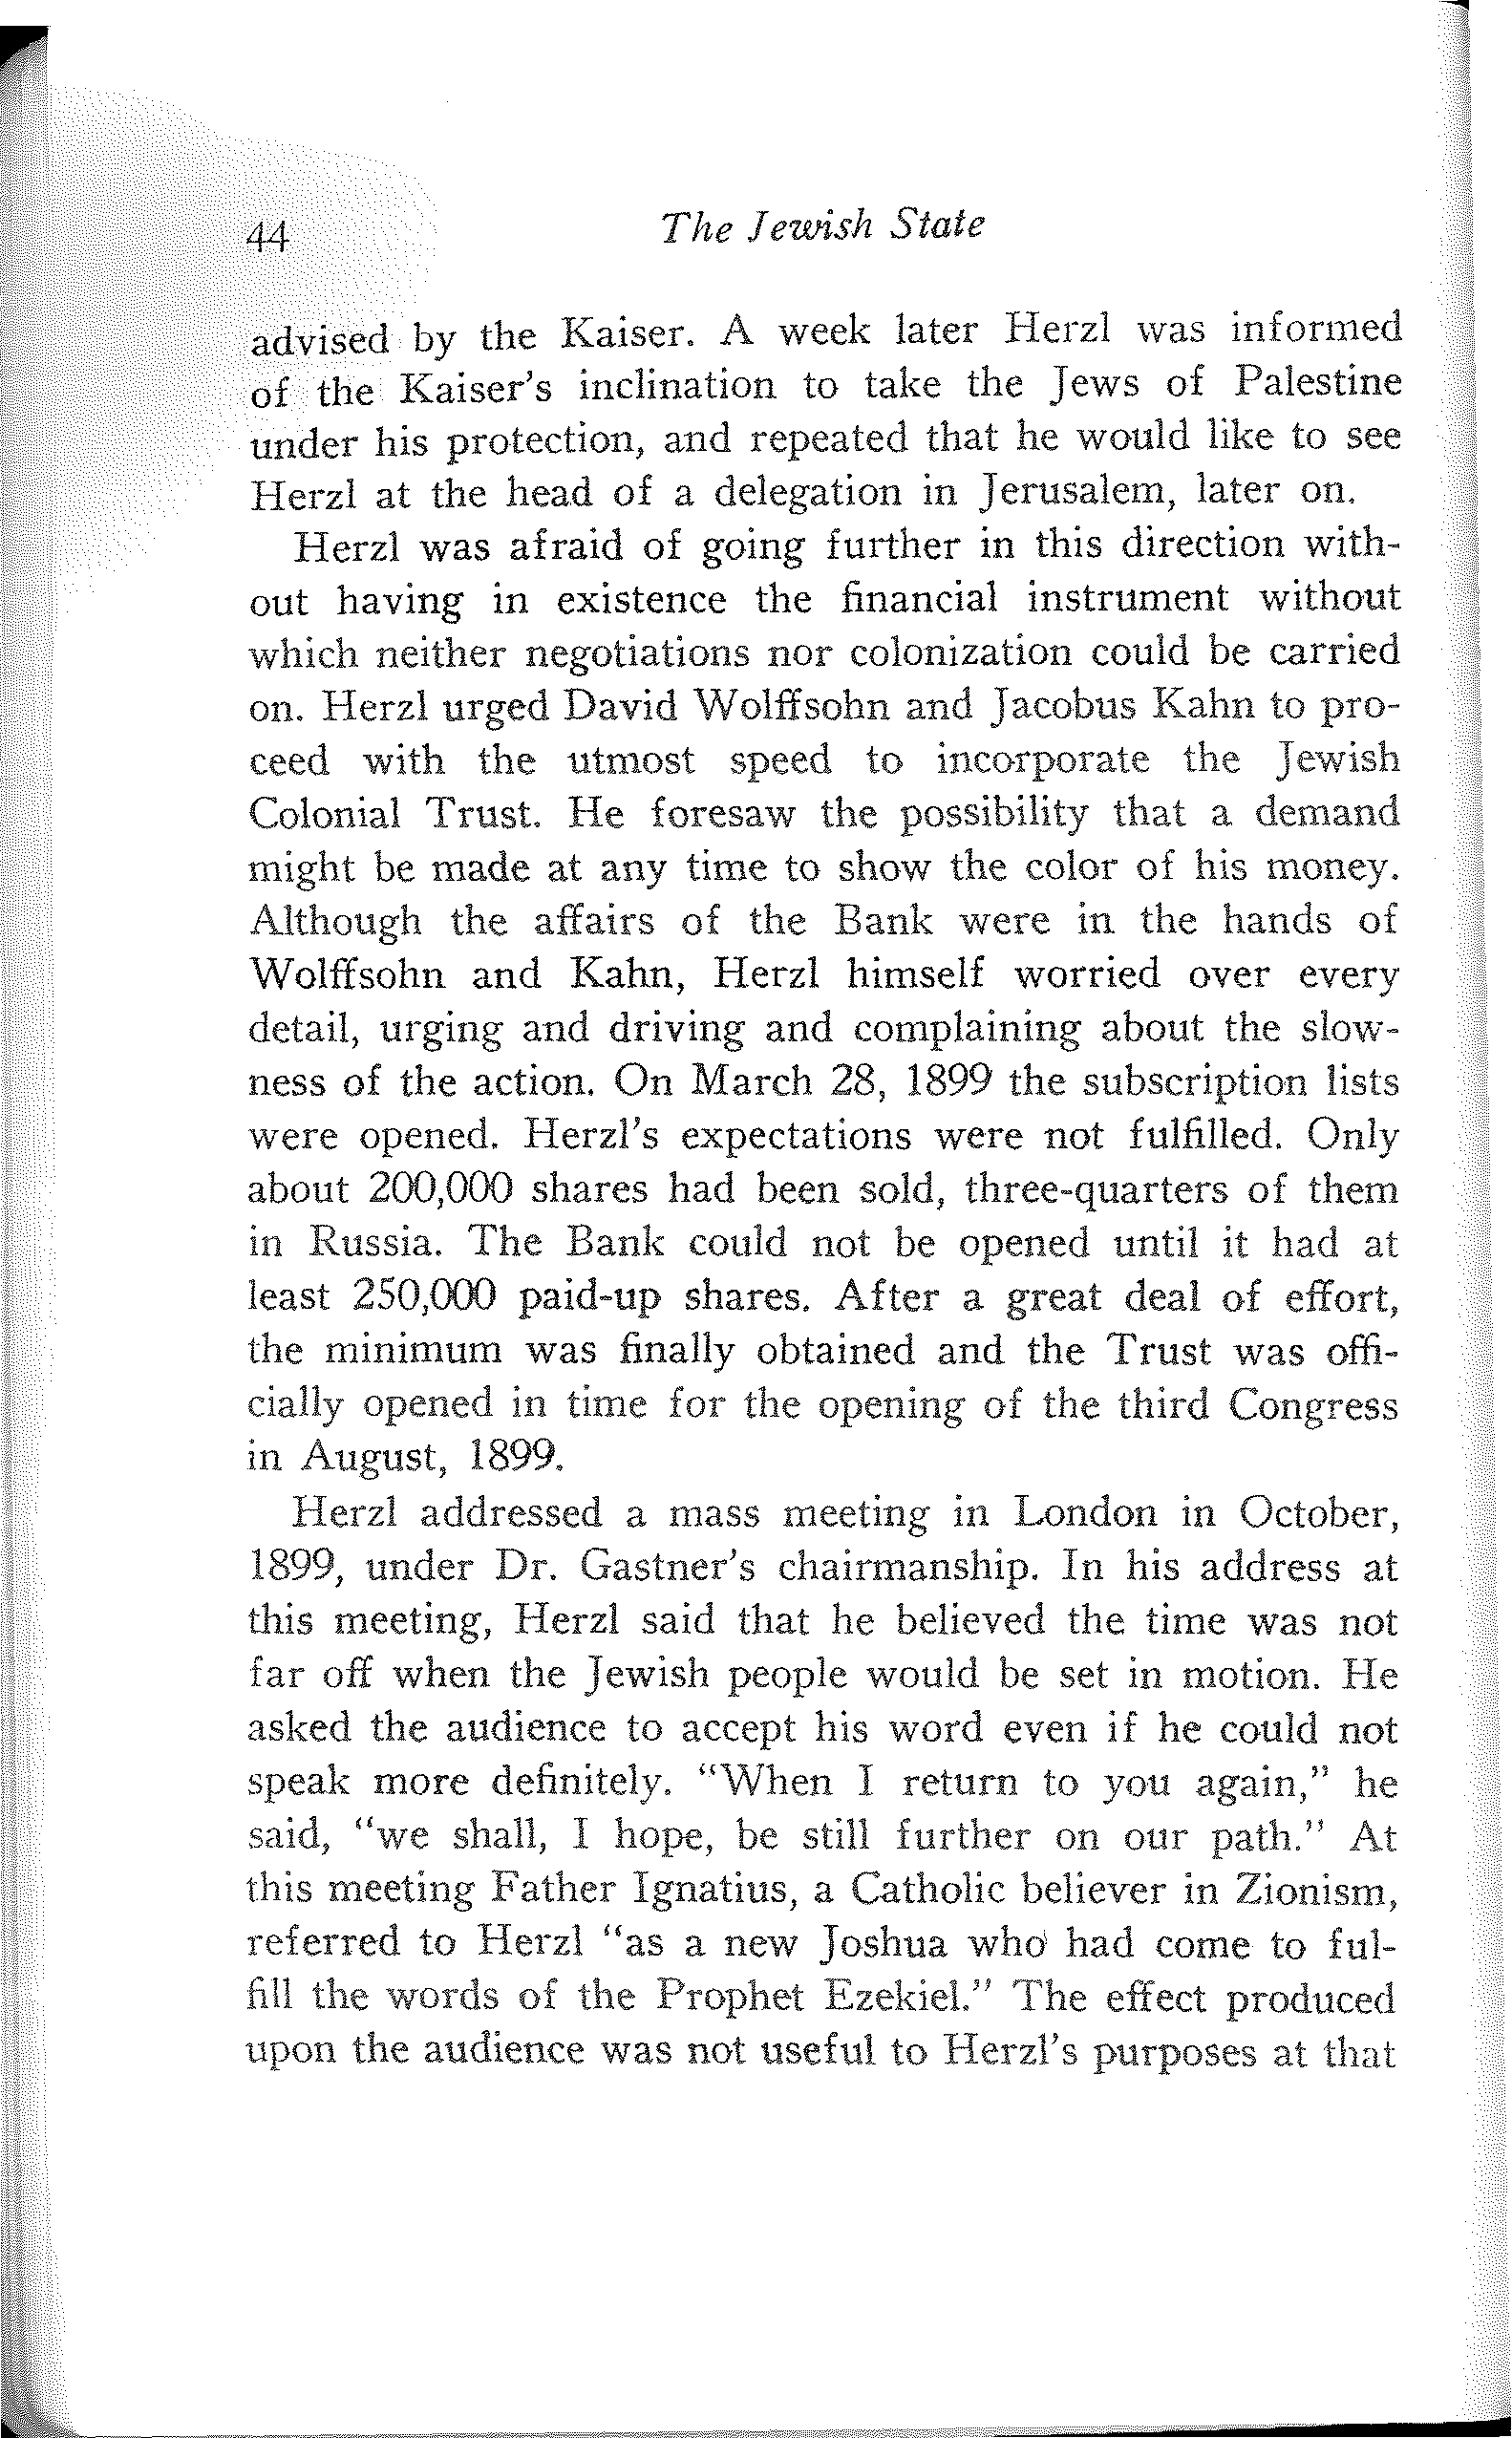 44
The Jewish State
advised by the Kaiser. A week later Herzl was informed
of the Kaiser's inclination to take the Jews of Palestine
under his protection, and repeated that he would like to see
Herzl at the head of a delegation in Jerusalem, later on.
Herzl was afraid of going further in this direction with-
out having in existence the financial instrument without
which neither negotiations nor colonization could be carried
on. Herzl urged David Wolffsohn and Jacobus Kahn to pro-
ceed with the utmost speed to incorporate the Jewish
Colonial Trust. He foresaw the possibility that a demand
might be made at any time to show the color of his money.
Although the affairs of the Bank were in the hands of
Wolffsohn and Kahn, Herzl himself worried over every
detail, urging and driving and complaining about the slow-
ness of the action. On March 28, 1899 the subscription lists
were opened. Herzl's expectations were not fulfilled. Only
about 200,000 shares had been sold, three-quarters of them
in Russia. The Bank could not be opened until it had at
least 250,000 paid-up shares. After a great deal of effort,
the minimum was finally obtained and the Trust was offi-
cially opened in time for the opening of the third Congress
in August, 1899.
Herzl addressed a mass meeting in London in October,
1899, under Dr. Gastner's chairmanship. In his address at
this meeting, Herzl said that he believed the time was not
far off when the Jewish people would be set in motion. He
asked the audience to accept his word even if he could not
speak more definitely. "When I return to you again," he
said, "we shall, I hope, be still further on our path." At
this meeting Father Ignatius, a Catholic believer in Zionism,
referred to Herzl "as a new Joshua who had come to ful-
fill the words of the Prophet Ezekiel." The effect produced
upon the audience was not useful to Herzl's purposes at that